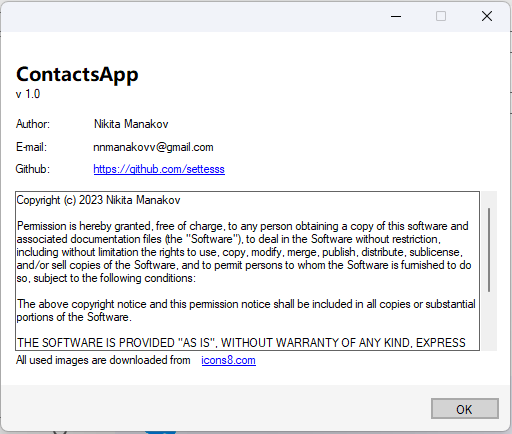 ContactsApp
v 1.0
Author: Nikita Manakov
E-mail: nnmanakovv@gmail.com
Github: https://github.com/settesss
Copyright (c) 2023 Nikita Manakov
Permission is hereby granted, free of charge, to any person obtaining a copy of this software and
associated documentation files (the "Software"), to deal in the Software without restriction,
including without limitation the rights to use, copy, modify, merge, publish, distribute, sublicense,
and/or sell copies of the Software, and to permit persons to whom the Software is furnished to do
so, subject to the following conditions:
The above copyright notice and this permission notice shall be included in all copies or substantial
portions of the Software.
THE SOFTWARE IS PROVIDED "AS IS", WITHOUT WARRANTY OF ANY KIND, EXPRESS
All used images are downloaded from icons8.com
OK